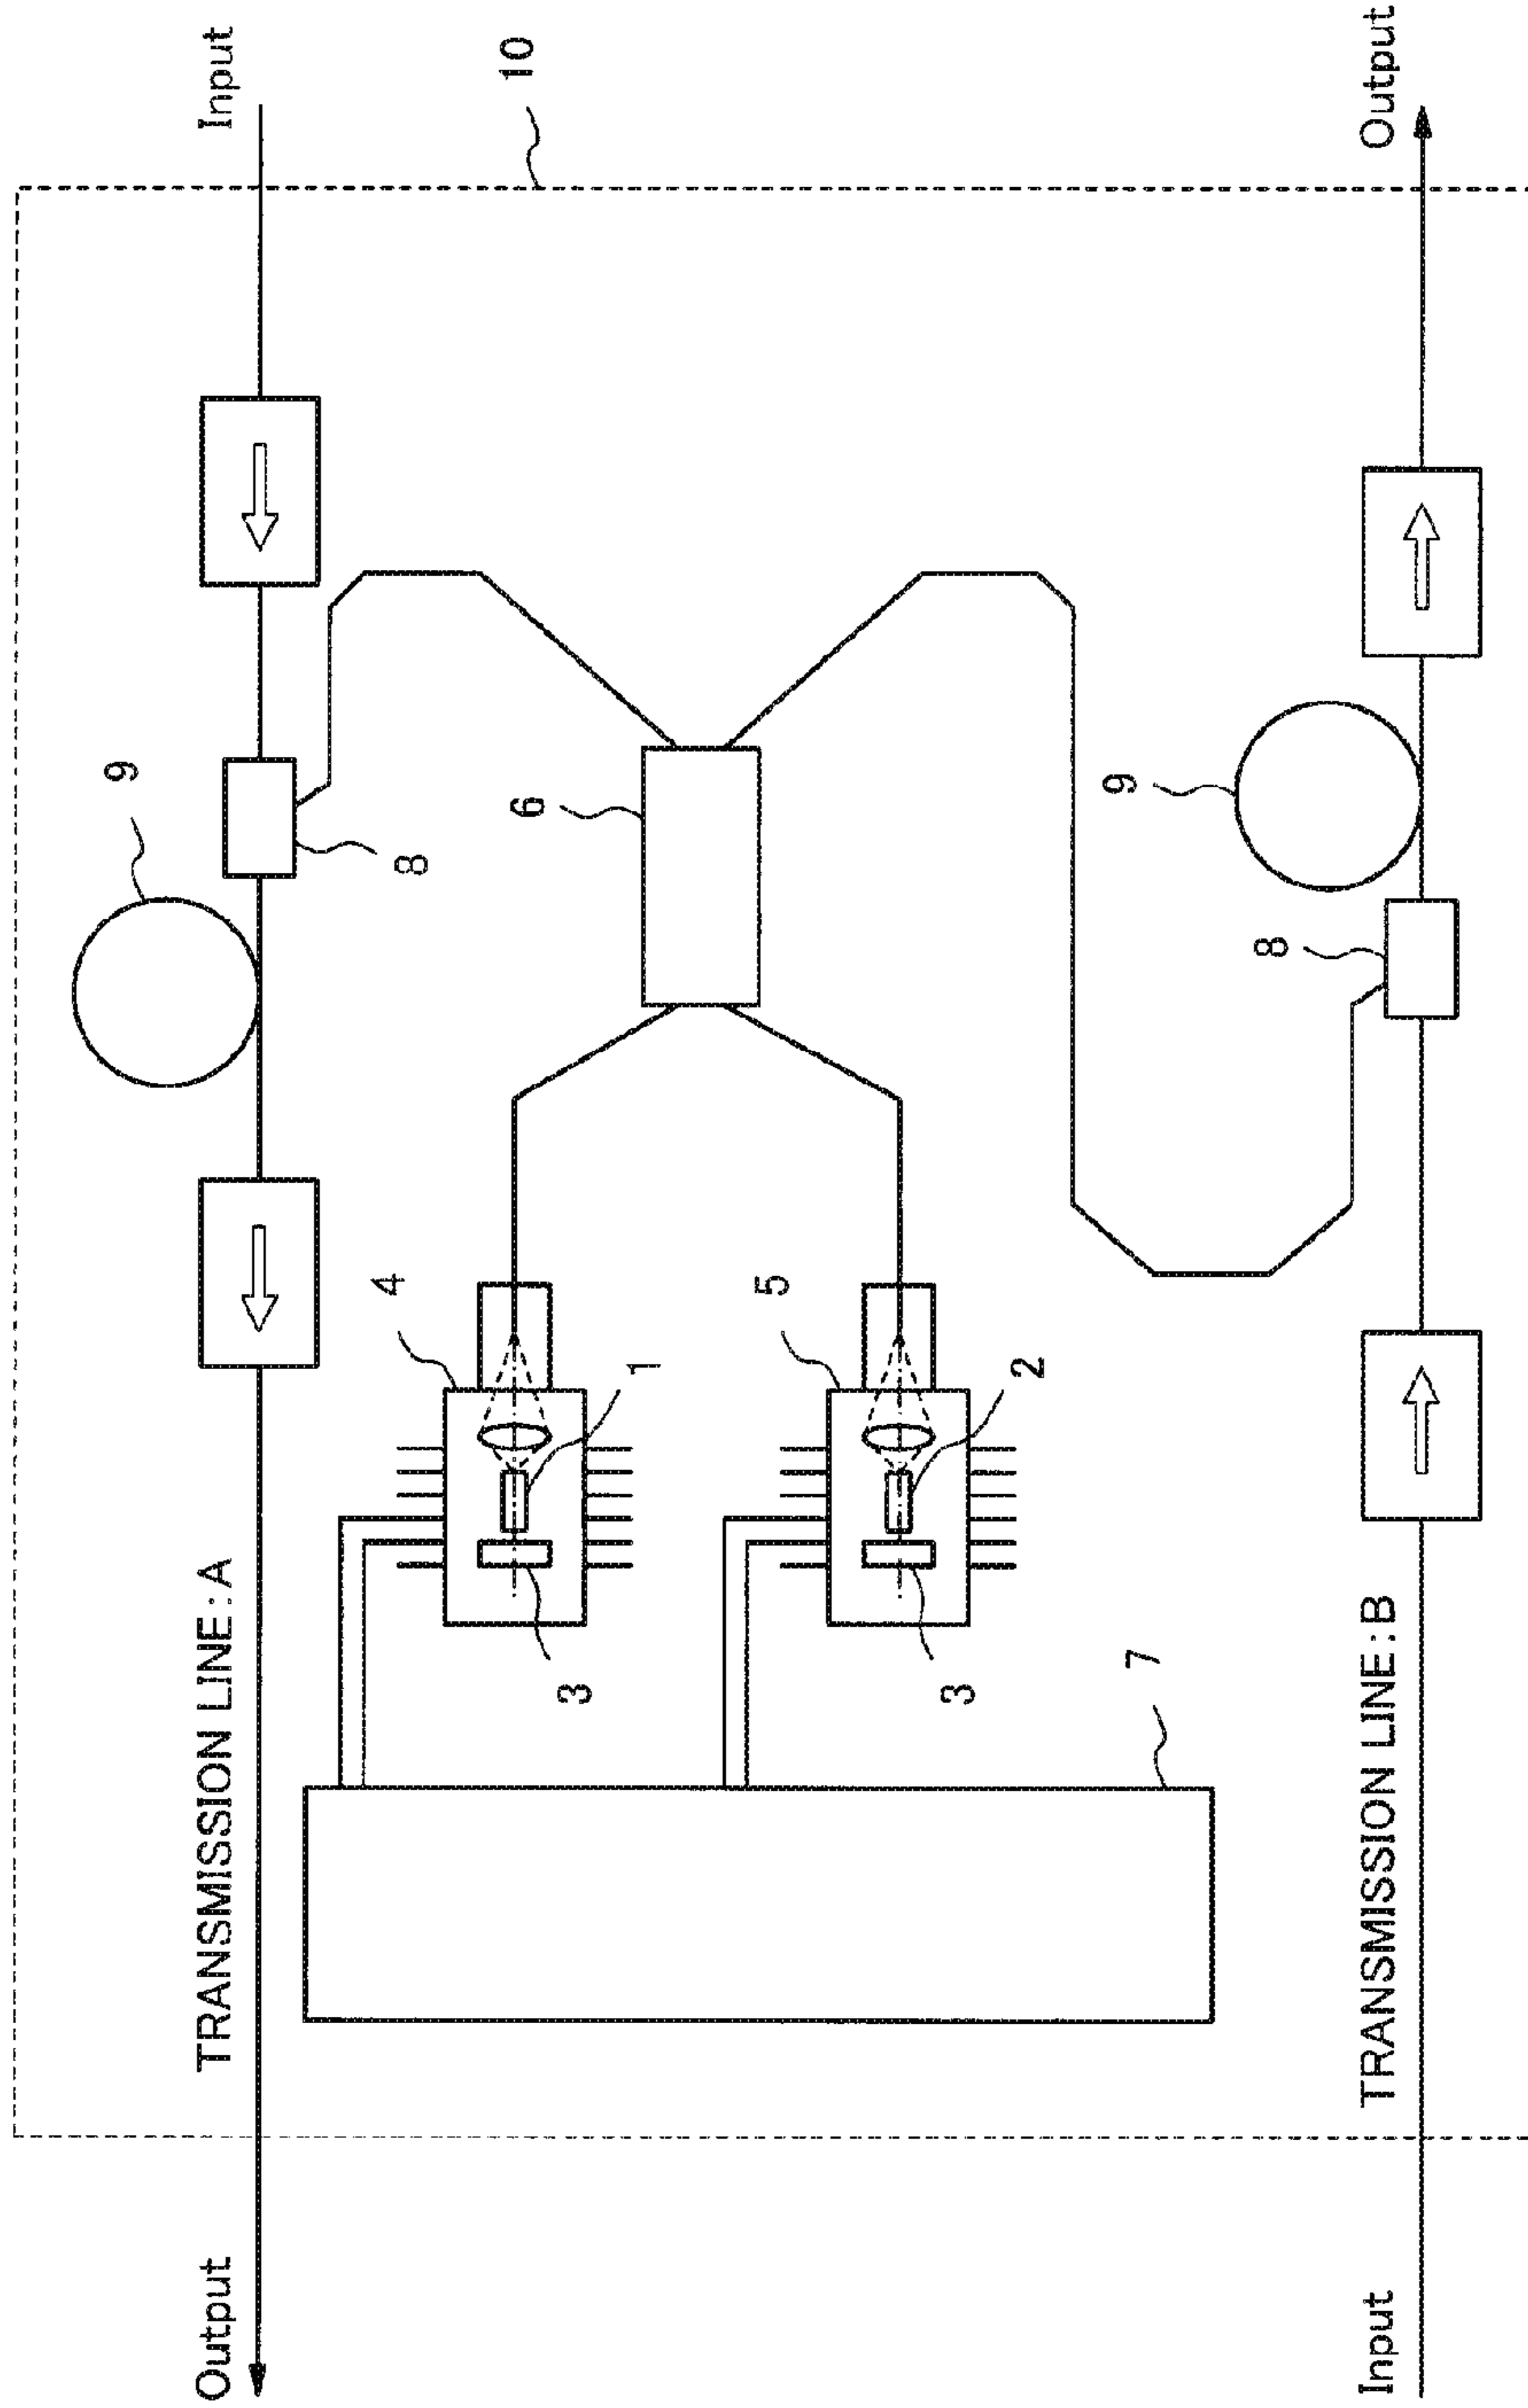 Input
10
9
8
6
4
1
3
5
2
3
7
8
9
TRANSMISSION LINE:A
TRANSMISSION LINE:B
Output
Output
Input